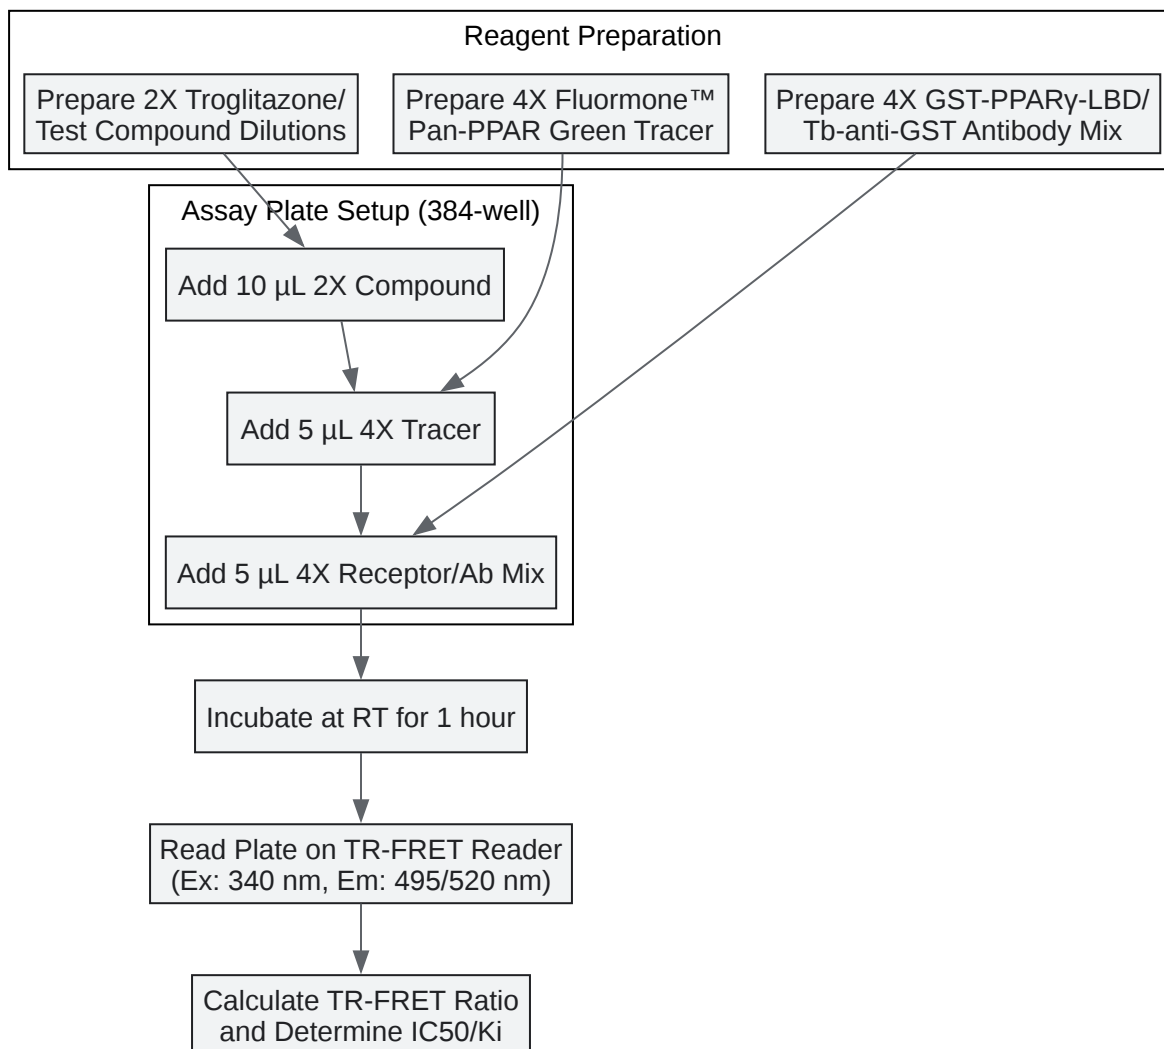 Reagent Preparation
Prepare 2X Troglitazone/
Test Compound Dilutions
Prepare 4X Fluormone™
Pan-PPAR Green Tracer
Prepare 4X GST-PPARγ-LBD/
Tb-anti-GST Antibody Mix
Assay Plate Setup (384-well)
Add 10 µL 2X Compound
Add 5 µL 4X Tracer
Add 5 µL 4X Receptor/Ab Mix
Incubate at RT for 1 hour
Read Plate on TR-FRET Reader
(Ex: 340 nm, Em: 495/520 nm)
Calculate TR-FRET Ratio
and Determine IC50/Ki